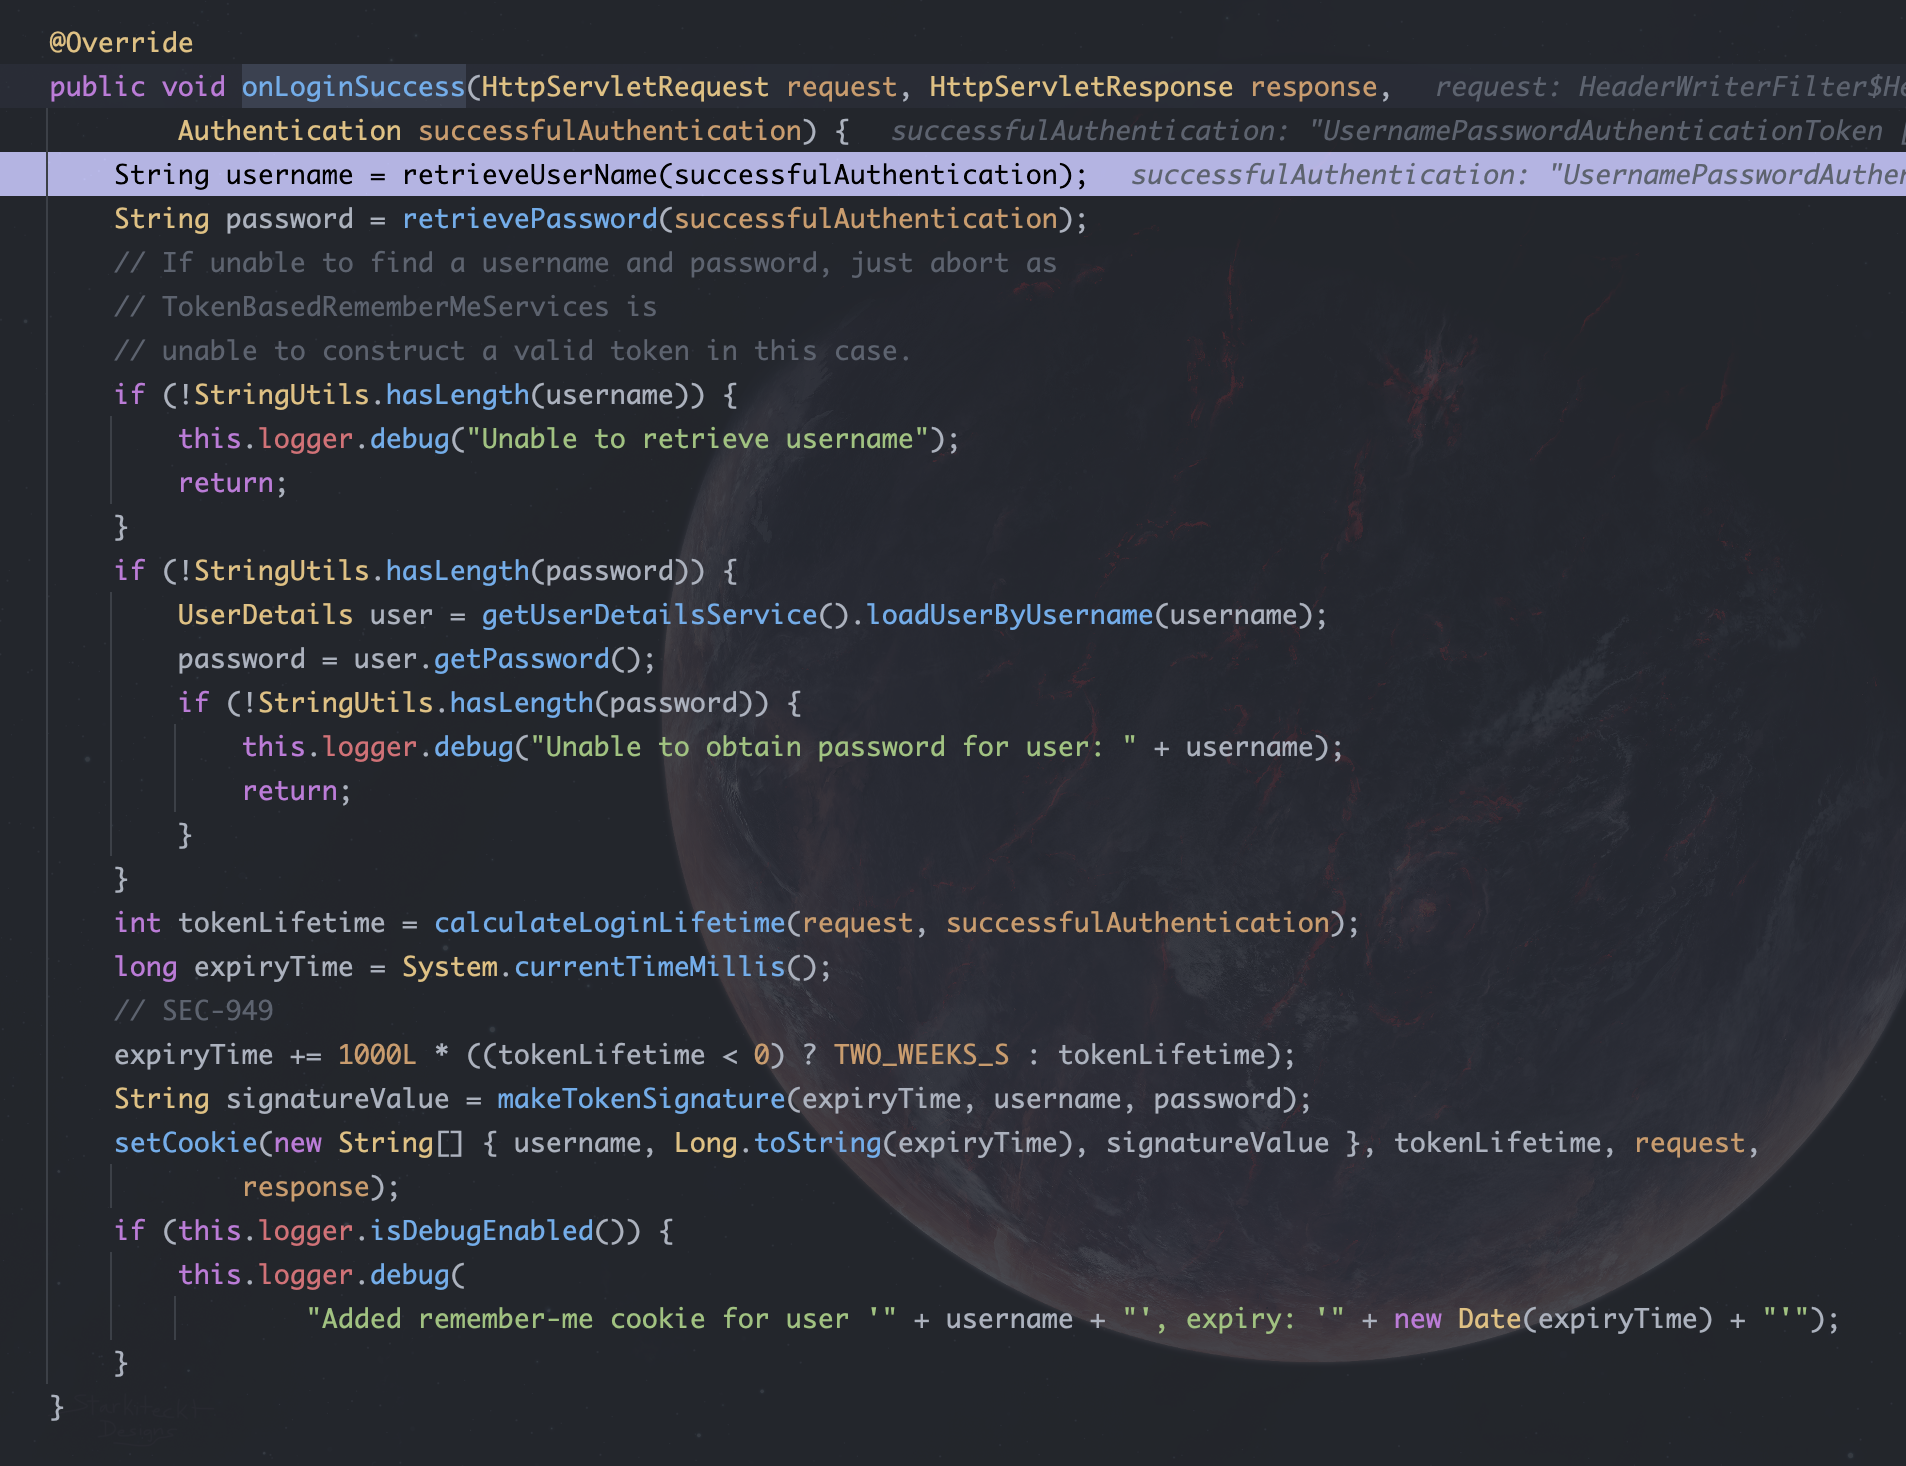 @Override
public void onLoginSuccess(HttpServletRequest request, HttpServletResponse response,   request: HeaderWriterFilter$He
        Authentication successfulAuthentication) {   successfulAuthentication: "UsernamePasswordAuthenticationToken [
    String username = retrieveUserName(successfulAuthentication);   successfulAuthentication: "UsernamePasswordAuthen
    String password = retrievePassword(successfulAuthentication);
    // If unable to find a username and password, just abort as
    // TokenBasedRememberMeServices is
    // unable to construct a valid token in this case.
    if (!StringUtils.hasLength(username)) {
        this.logger.debug("Unable to retrieve username");
        return;
    }
    if (!StringUtils.hasLength(password)) {
        UserDetails user = getUserDetailsService().loadUserByUsername(username);
        password = user.getPassword();
        if (!StringUtils.hasLength(password)) {
            this.logger.debug("Unable to obtain password for user: " + username);
            return;
        }
    }
    int tokenLifetime = calculateLoginLifetime(request, successfulAuthentication);
    long expiryTime = System.currentTimeMillis();
    // SEC-949
    expiryTime += 1000L * ((tokenLifetime < 0) ? TWO_WEEKS_S : tokenLifetime);
    String signatureValue = makeTokenSignature(expiryTime, username, password);
    setCookie(new String[] { username, Long.toString(expiryTime), signatureValue }, tokenLifetime, request,
            response);
    if (this.logger.isDebugEnabled()) {
        this.logger.debug(
                "Added remember-me cookie for user '" + username + "', expiry: '" + new Date(expiryTime) + "'");
    }
}